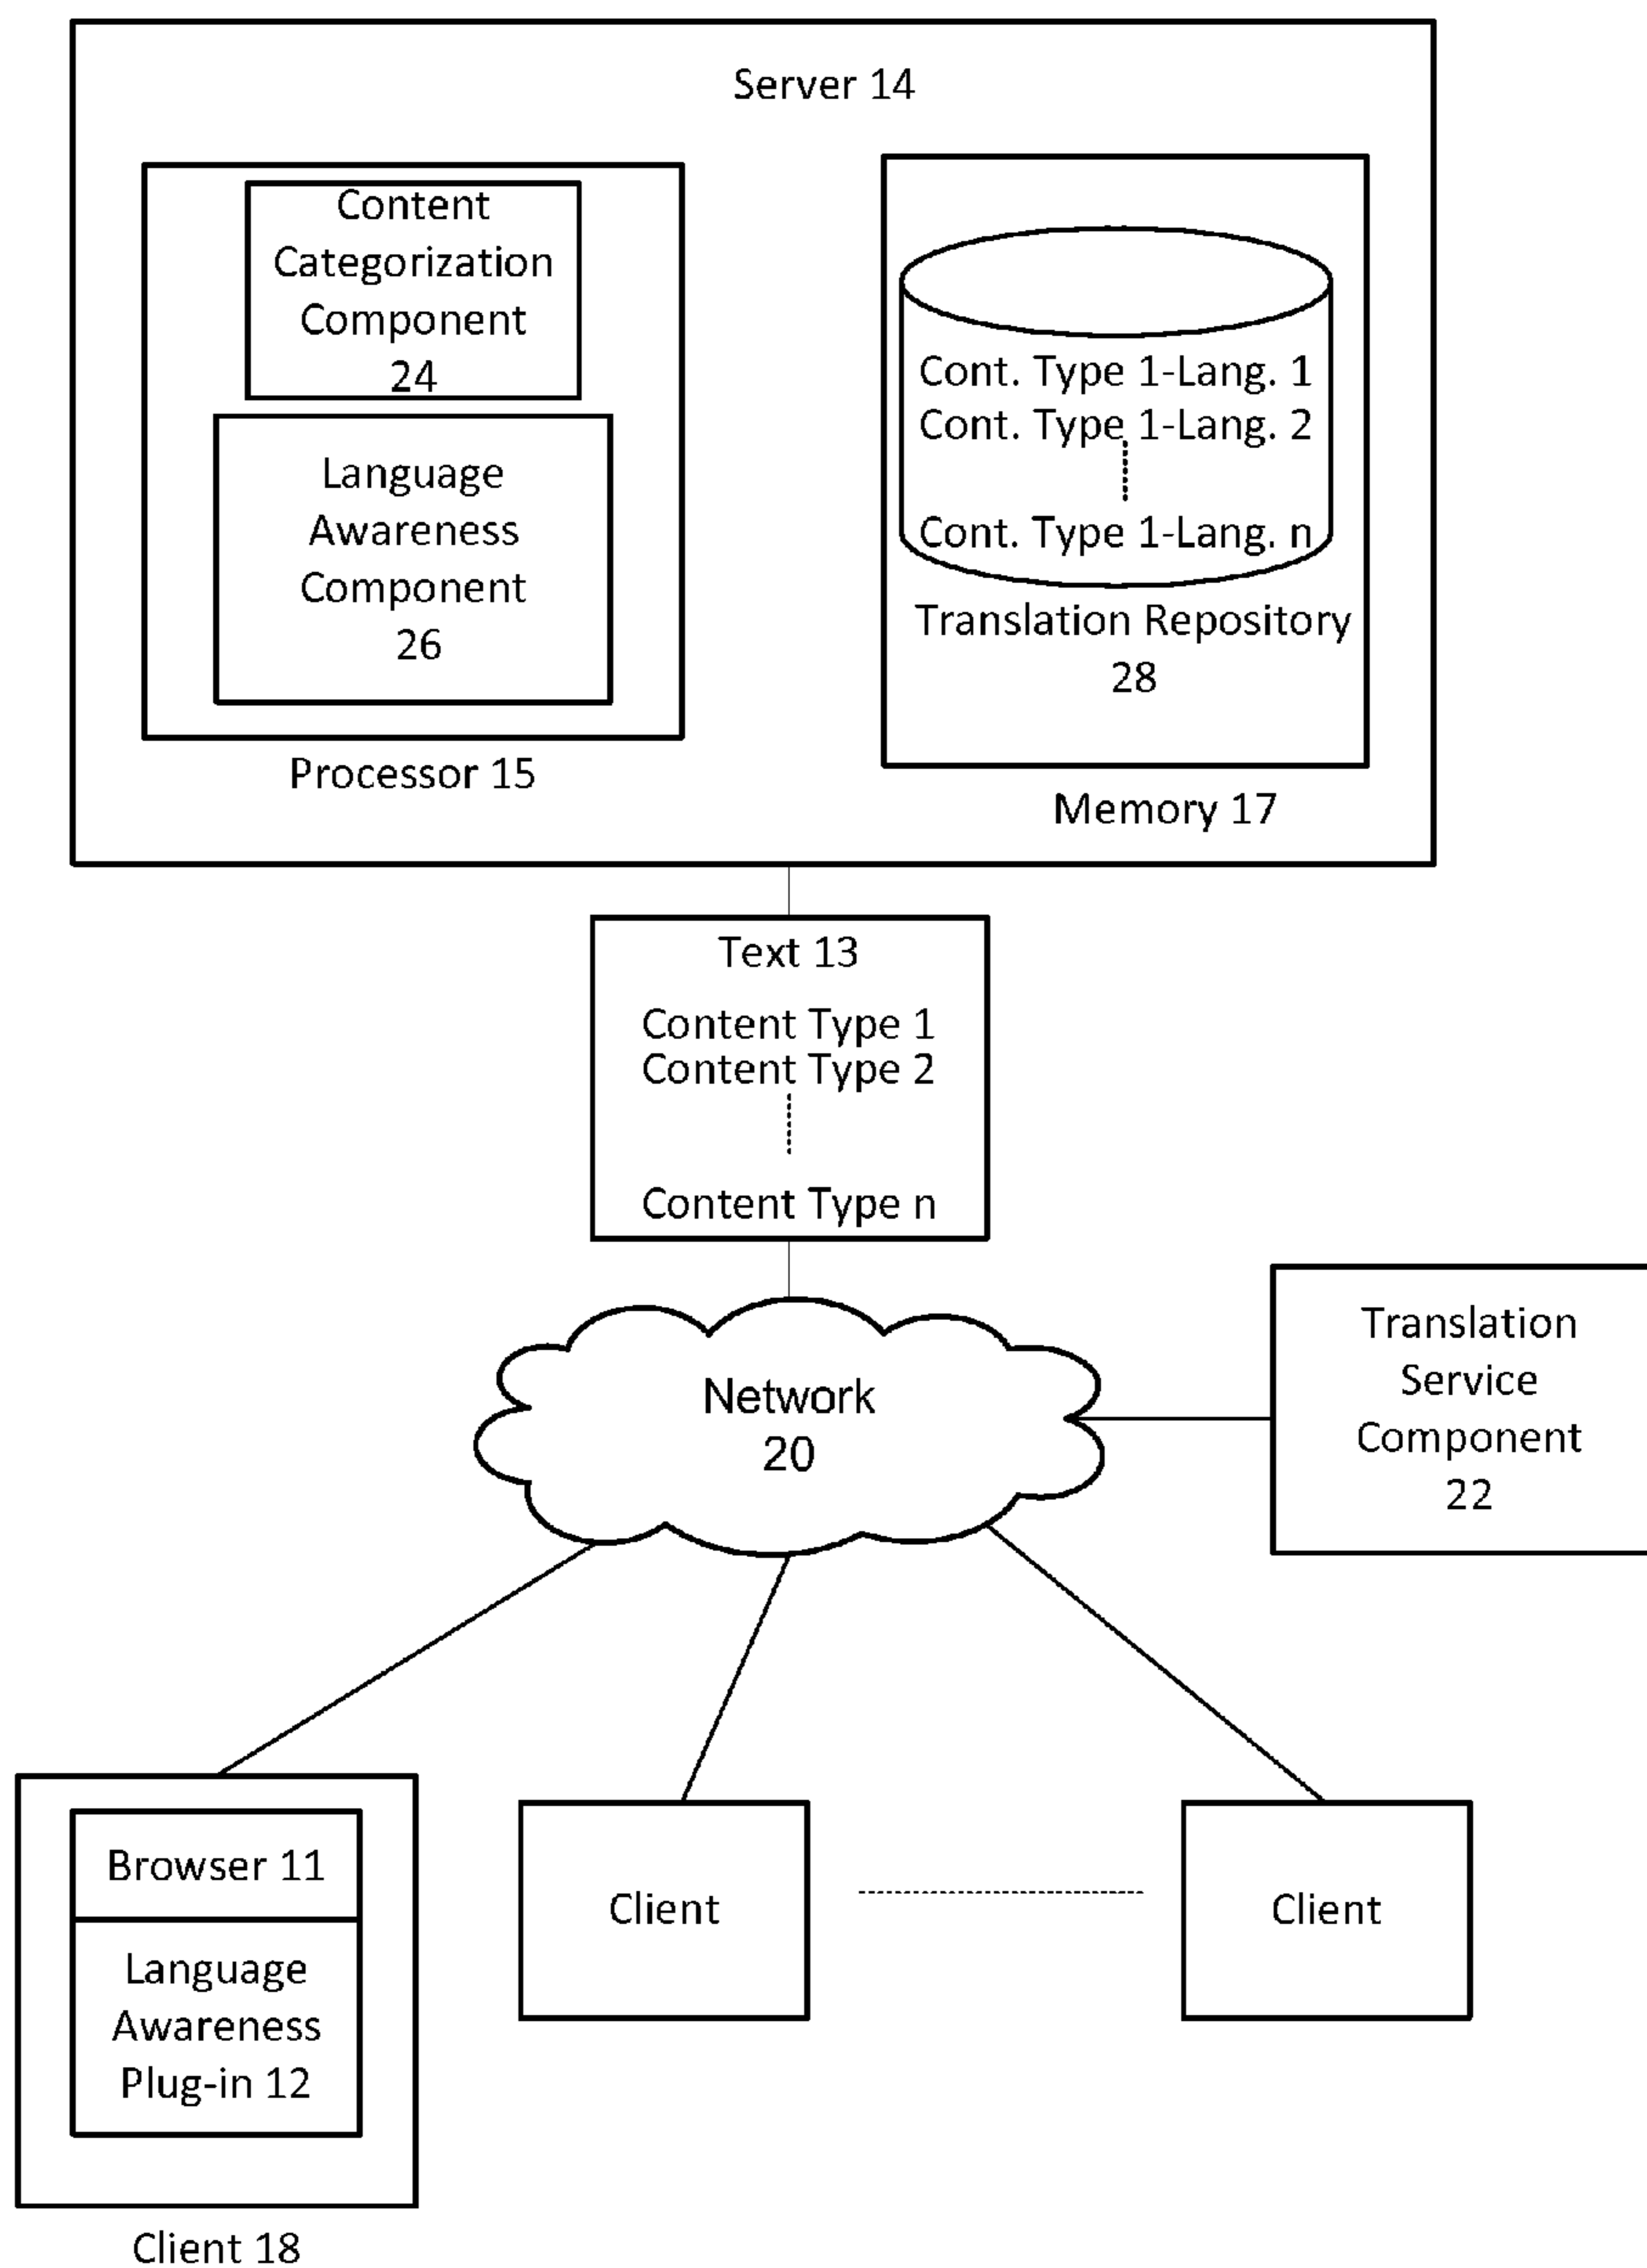 Server 14
Content
Categorization
Component
24
Language
Awareness
Component
26
Processor 15
Cont. Type 1-Lang. 1
Cont. Type 1-Lang. 2
Cont. Type 1-Lang. n
Translation Repository
28
Memory 17
Text 13
Content Type 1
Content Type 2
Content Type n
Network
20
Translation
Service
Component
22
Browser 11
Language
Awareness
Plug-in 12
Client 18
Client
Client